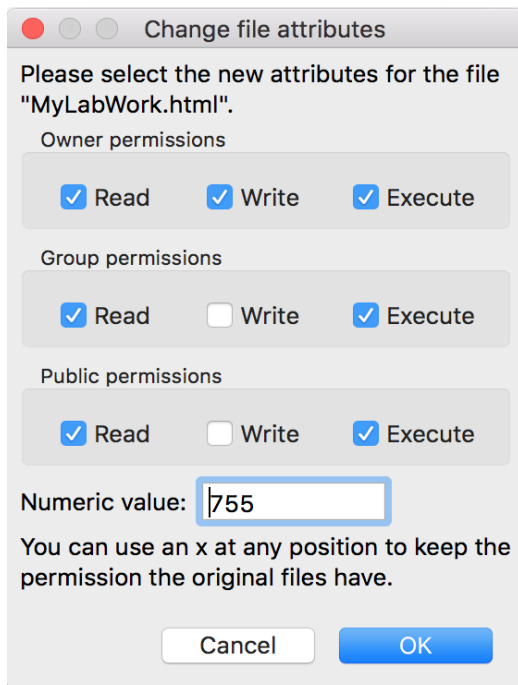 Change file attributes
Please select the new attributes for the file
"MyLabWork.html".
Owner permissions
Read Write Execute
Group permissions
Read Write Execute
Public permissions
Read Write Execute
Numeric value: 755
You can use an x at any position to keep the
permission the original files have.
Cancel OK